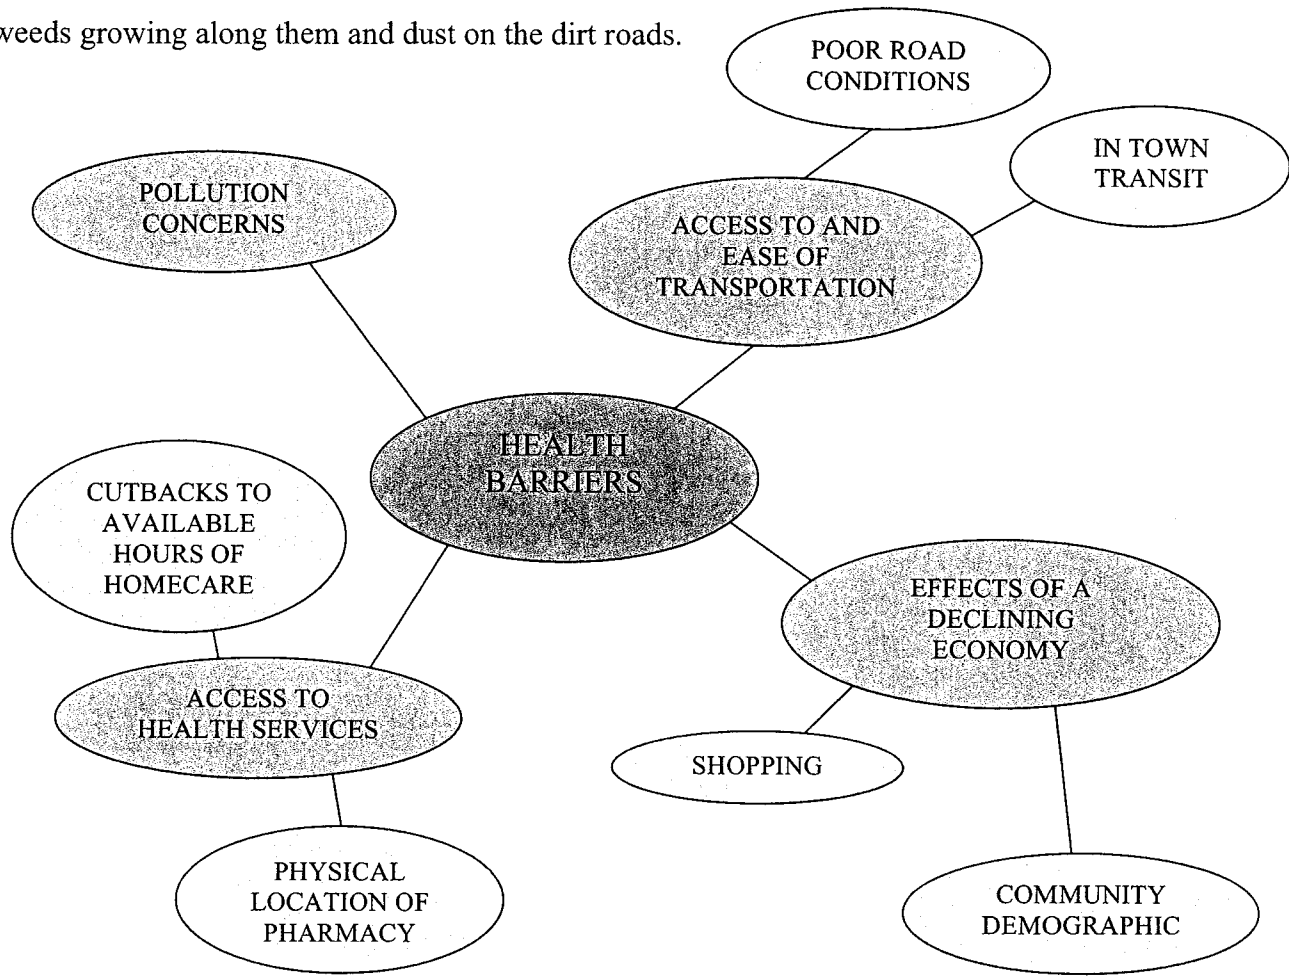 weeds growing along them and dust on the dirt roads.
POOR ROAD
CONDITIONS
IN TOWN
TRANSIT
POLLUTION
CONCERNS
ACCESS TO AND
EASE OF
TRANSPORTATION
HEALTH
BARRIERS
CUTBACKS TO
AVAILABLE
HOURS OF
HOMECARE
EFFECTS OF A
DECLINING
ECONOMY
ACCESS TO
HEALTH SERVICES
SHOPPING
PHYSICAL
LOCATION OF
PHARMACY
COMMUNITY
DEMOGRAPHIC